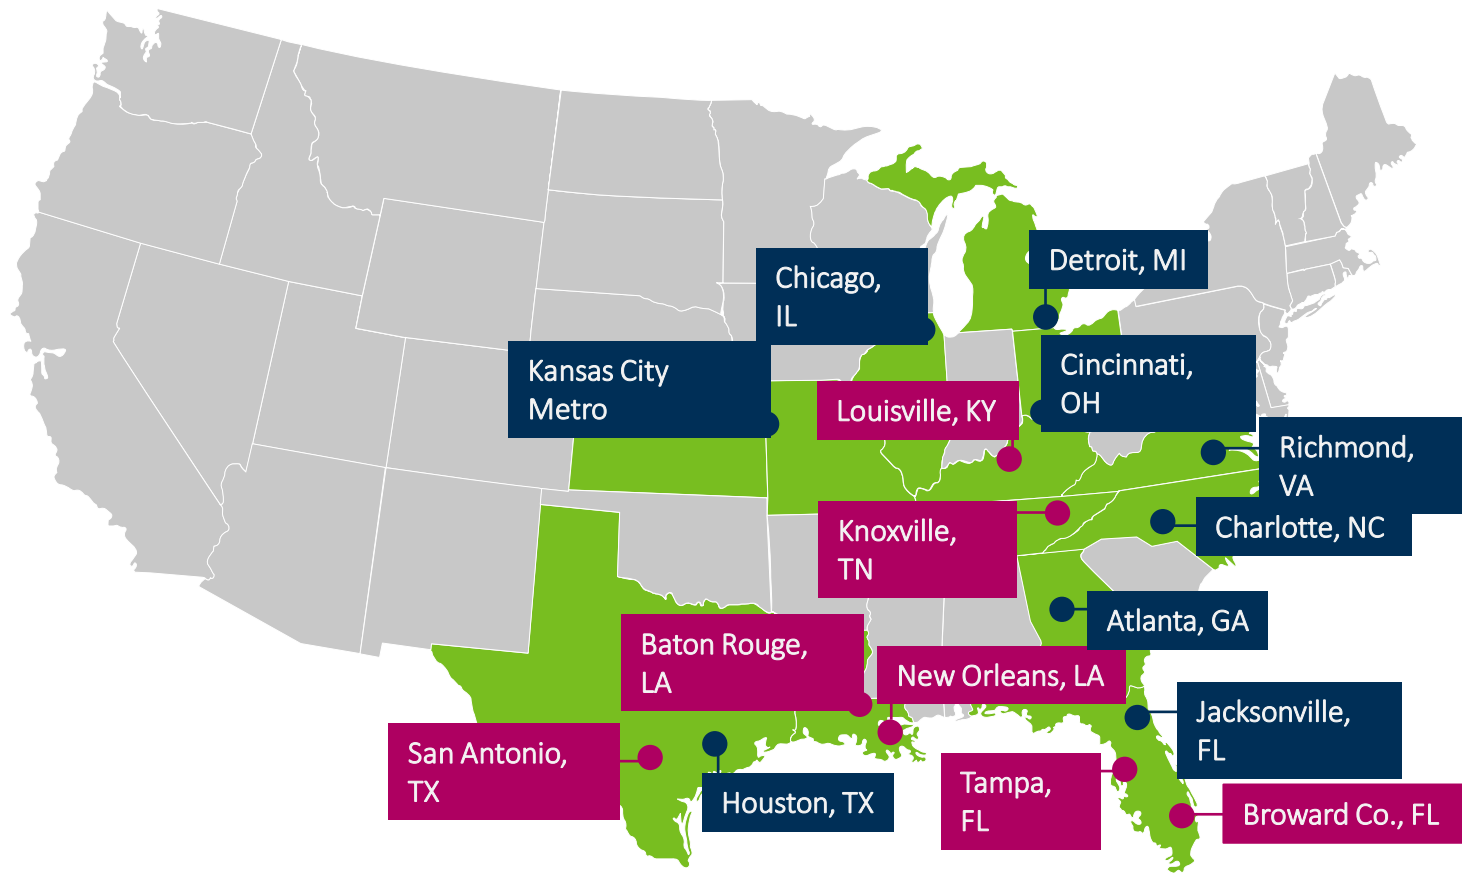 Detroit, MI
Chicago,
IL
Kansas City
Metro
Cincinnati,
OH
Louisville, KY
Richmond,
VA
Knoxville,
TN
Charlotte, NC
Atlanta, GA
Baton Rouge,
LA
New Orleans, LA
Jacksonville,
FL
San Antonio,
TX
Houston, TX
Tampa,
FL
Broward Co., FL